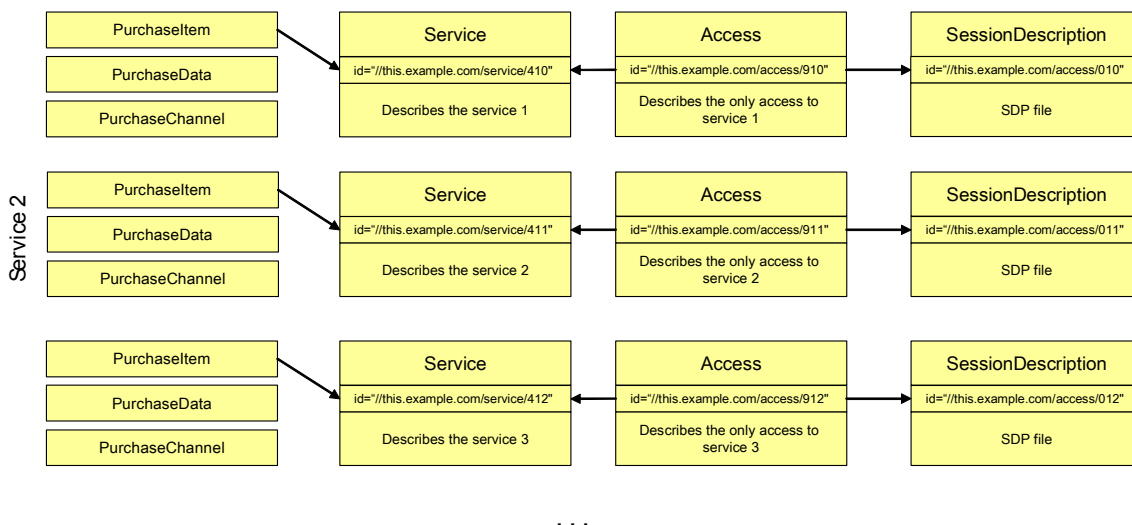 PurchaseItem
PurchaseData
PurchaseChannel
Service
id="//this.example.com/service/410"
Describes the service 1
Access
id="//this.example.com/access/910"
Describes the only access to
service 1
SessionDescription
id="//this.example.com/access/010"
SDP file
Service 2
PurchaseItem
PurchaseData
PurchaseChannel
Service
id="//this.example.com/service/411"
Describes the service 2
Access
id="//this.example.com/access/911"
Describes the only access to
service 2
SessionDescription
id="//this.example.com/access/011"
SDP file
PurchaseItem
PurchaseData
PurchaseChannel
Service
id="//this.example.com/service/412"
Describes the service 3
Access
id="//this.example.com/access/912"
Describes the only access to
service 3
SessionDescription
id="//this.example.com/access/012"
SDP file
...